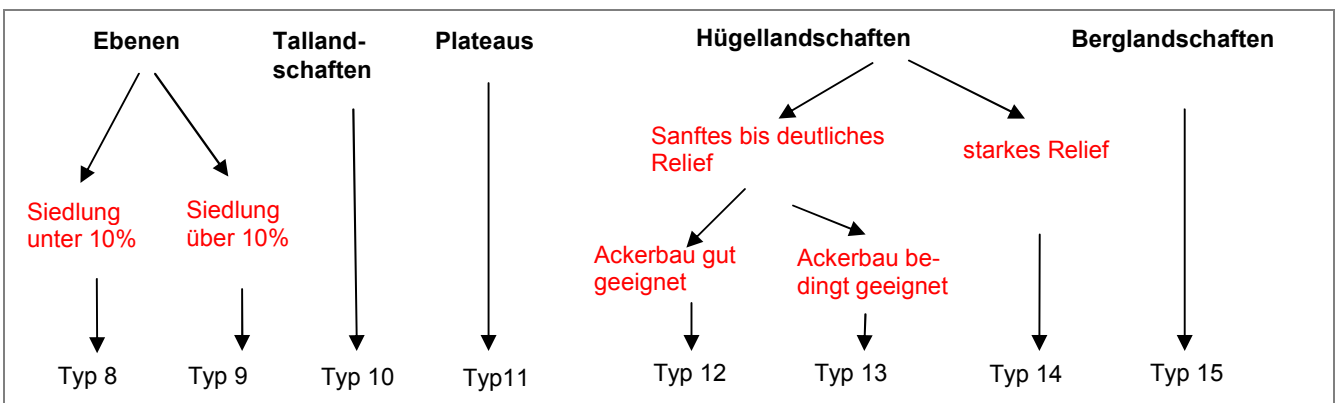 Ebenen
Talland-
schaften
Plateaus
Hügellandschaften
Berglandschaften
Sanftes bis deutliches
Relief
starkes Relief
Siedlung
unter 10%
Siedlung
über 10%
Ackerbau gut
geeignet
Ackerbau be-
dingt geeignet
Typ 8
Typ 9
Typ 10
Typ11
Typ 12
Typ 13
Typ 14
Typ 15